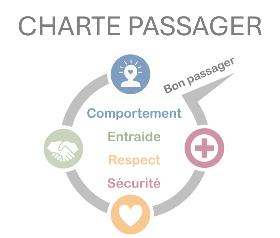 CHARTE PASSAGER
Bon passager
Comportement
Entraide
Respect
Sécurité